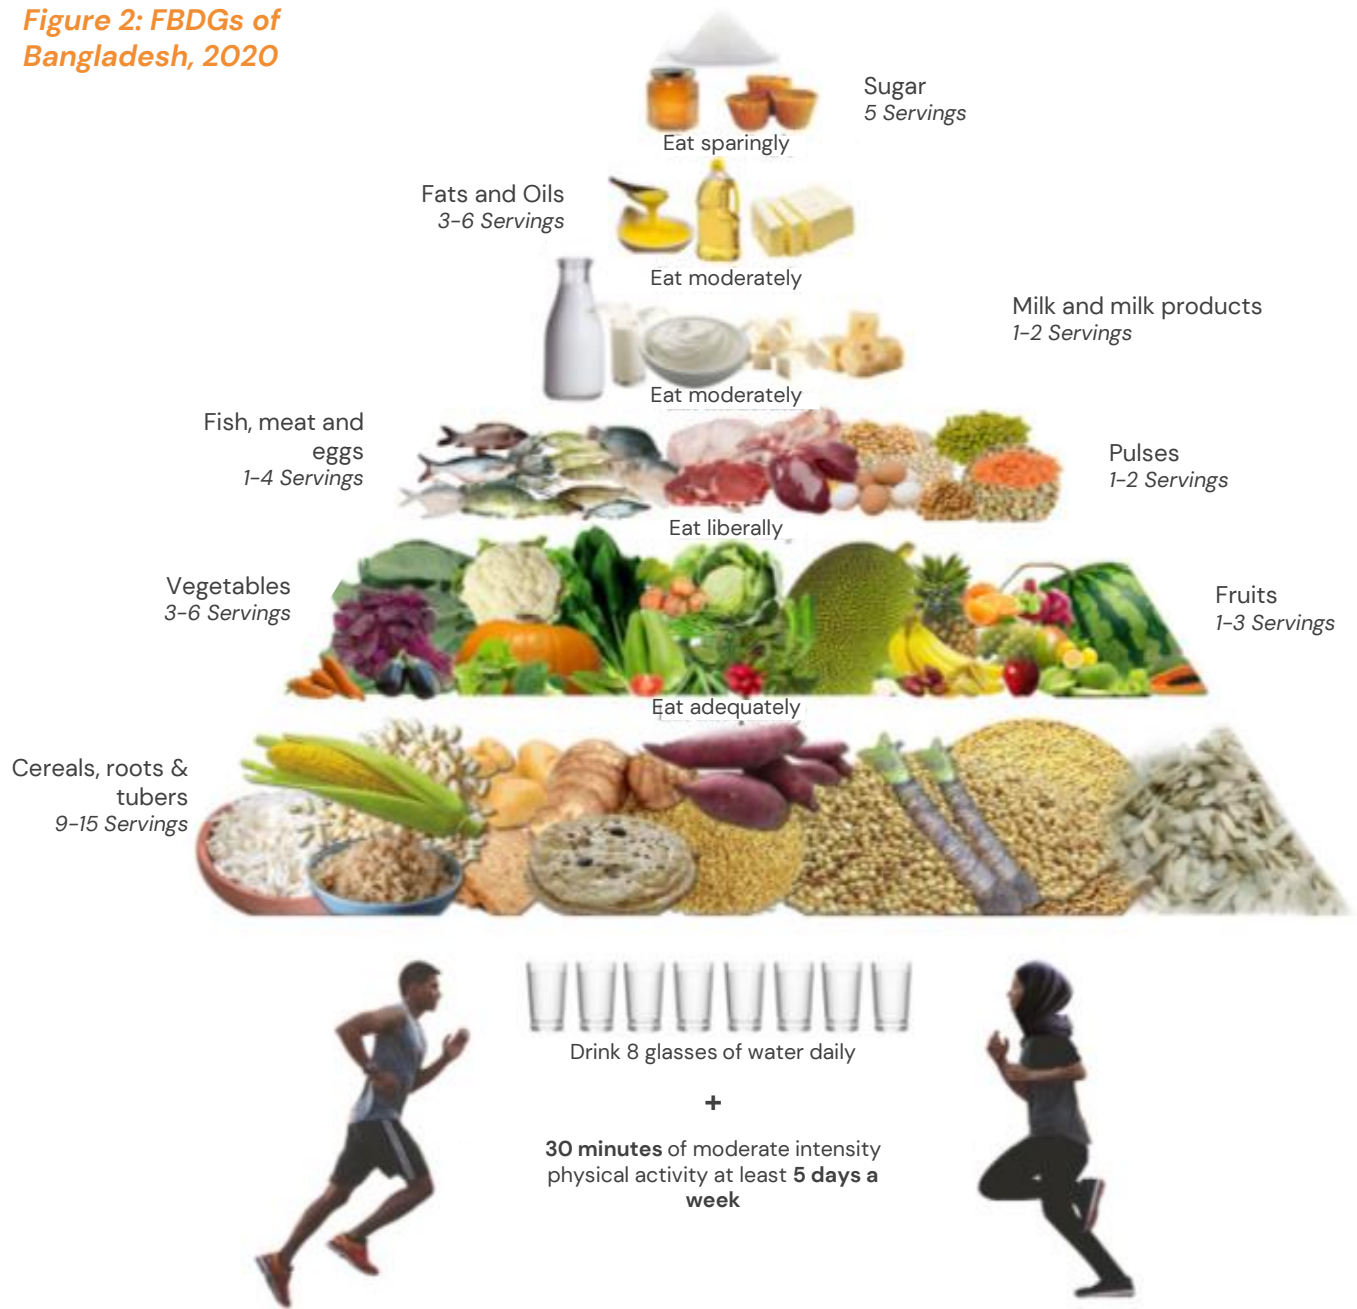 Figure 2: FBDGs of
Bangladesh, 2020
Sugar
5 Servings
Eat sparingly
Fats and Oils
3-6 Servings
Eat moderately
Milk and milk products
1-2 Servings
Eat moderately
Fish, meat and
eggs
1-4 Servings
Pulses
1-2 Servings
Eat liberally
Vegetables
3-6 Servings
Fruits
1-3 Servings
Eat adequately
Cereals, roots &
tubers
9-15 Servings
Drink 8 glasses of water daily
+
30 minutes of moderate intensity
physical activity at least 5 days a
week